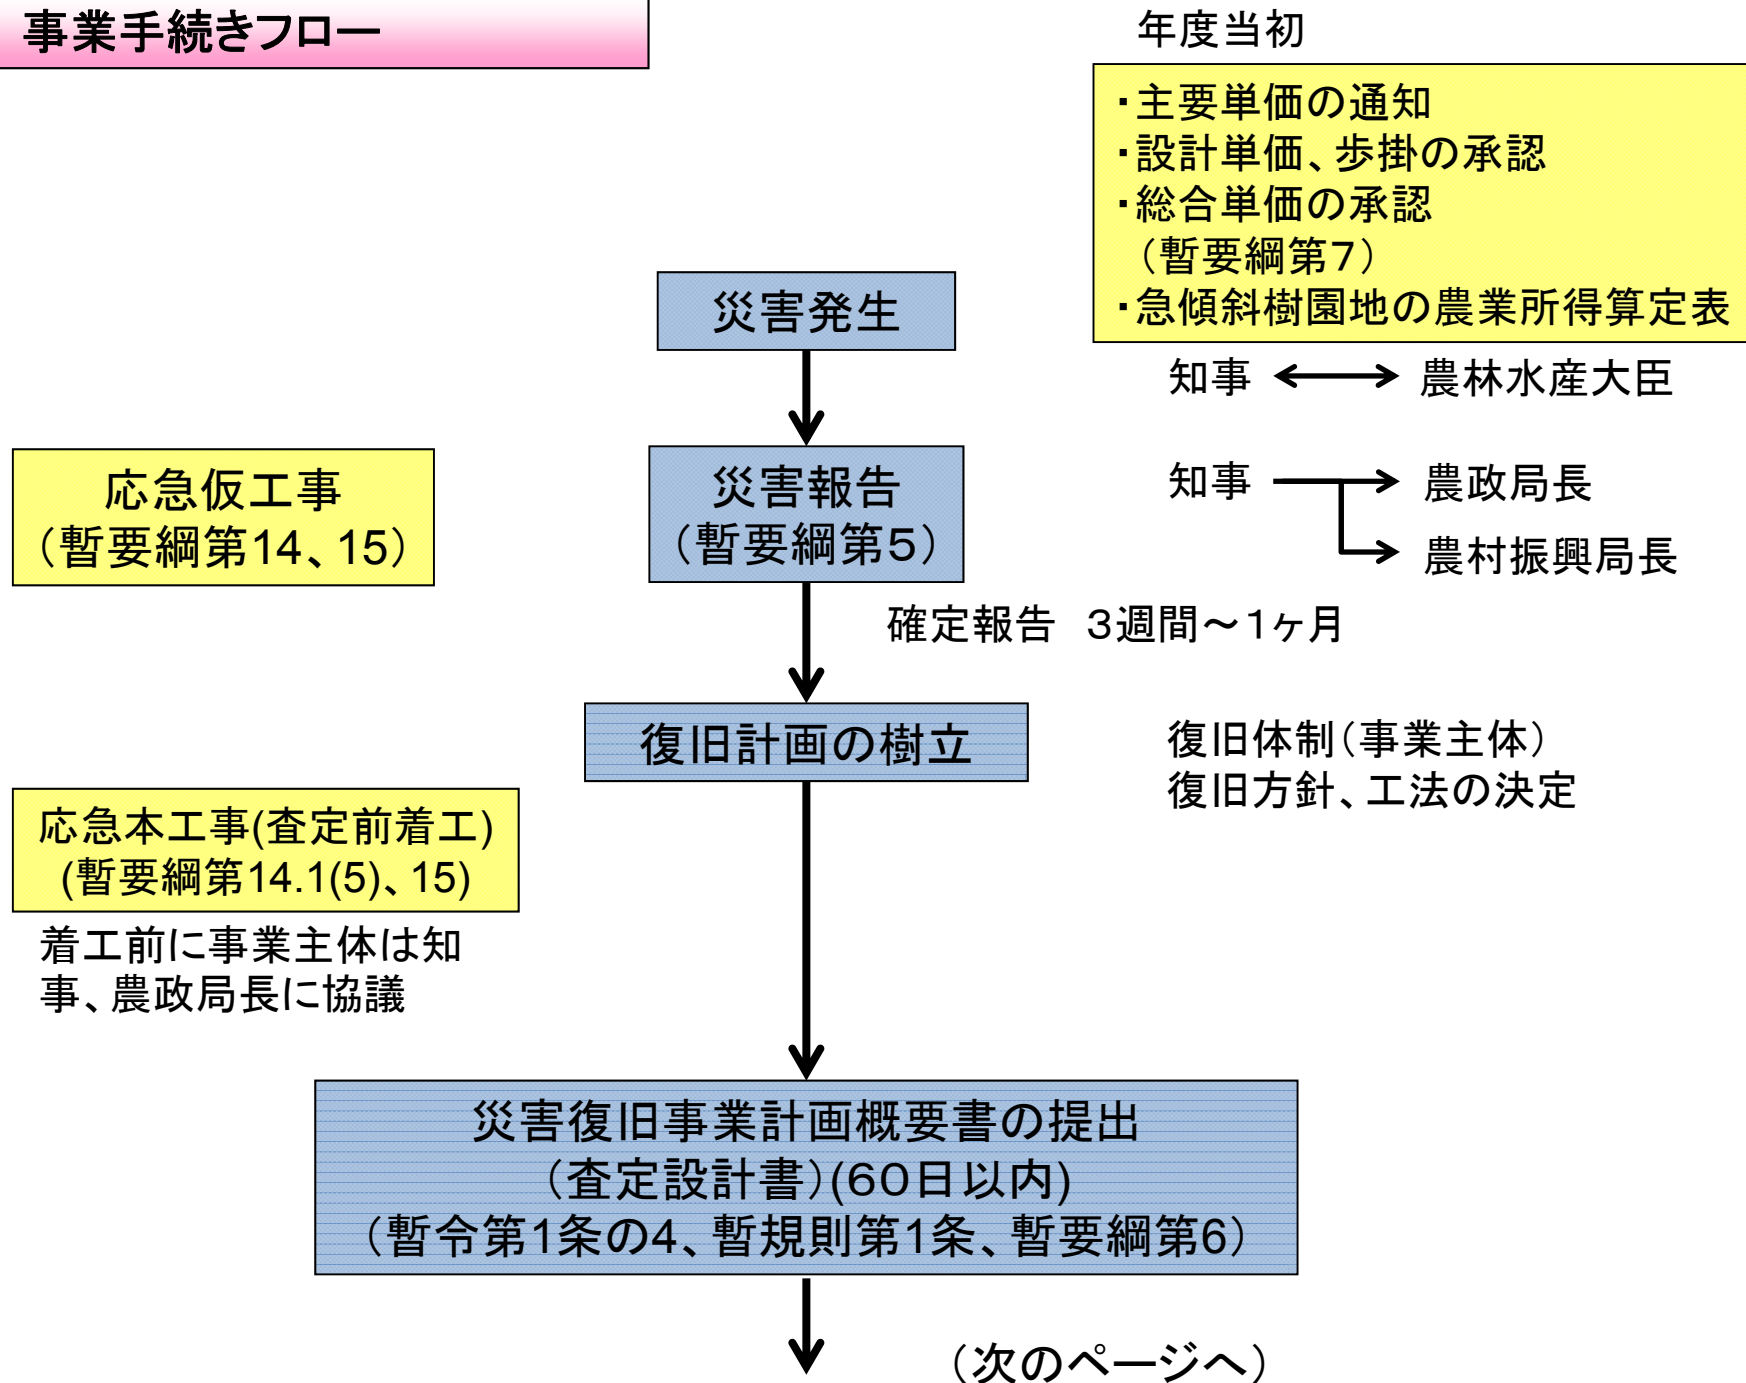 事業手続きフロー
年度当初
・主要単価の通知
・設計単価、歩掛の承認
・総合単価の承認
（暫要綱第7）
・急傾斜樹園地の農業所得算定表
災害発生
知事
農林水産大臣
応急仮工事
（暫要綱第14、15）
災害報告
（暫要綱第5）
知事
農政局長
農村振興局長
確定報告　3週間～1ヶ月
復旧計画の樹立
復旧体制（事業主体）
復旧方針、工法の決定
応急本工事(査定前着工)
(暫要綱第14.1(5)、15)
着工前に事業主体は知
事、農政局長に協議
災害復旧事業計画概要書の提出
（査定設計書）(60日以内)
（暫令第1条の4、暫規則第1条、暫要綱第6）
（次のページへ）